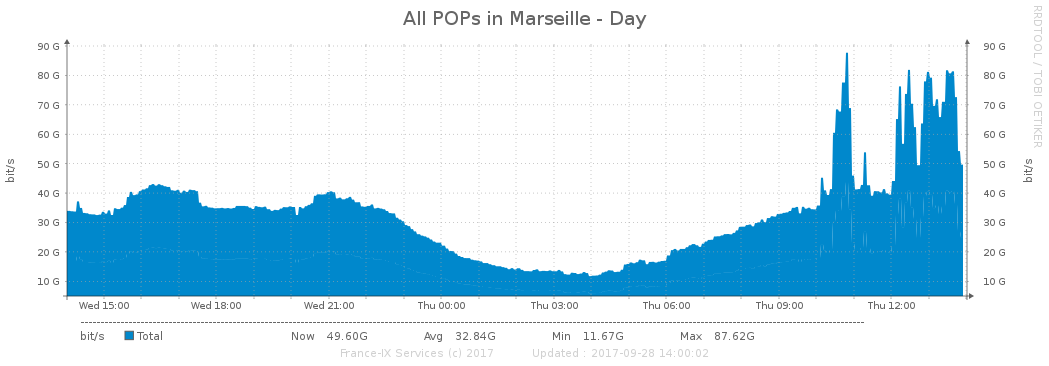 All POPs in Marseille - Day
RRDTOOL / TOBI OETIKER
bit/s
90 G
80 G
70 G
60 G
50 G
40 G
30 G
20 G
10 G
90 G
80 G
70 G
60 G
50 G
40 G
30 G
20 G
10 G
bit/s
Wed 15:00 Wed 18:00 Wed 21:00 Thu 00:00 Thu 03:00 Thu 06:00 Thu 09:00 Thu 12:00
bit/s Total Now 49.60G Avg 32.84G Min 11.67G Max 87.62G
France-IX Services (c) 2017 Updated : 2017-09-28 14:00:02